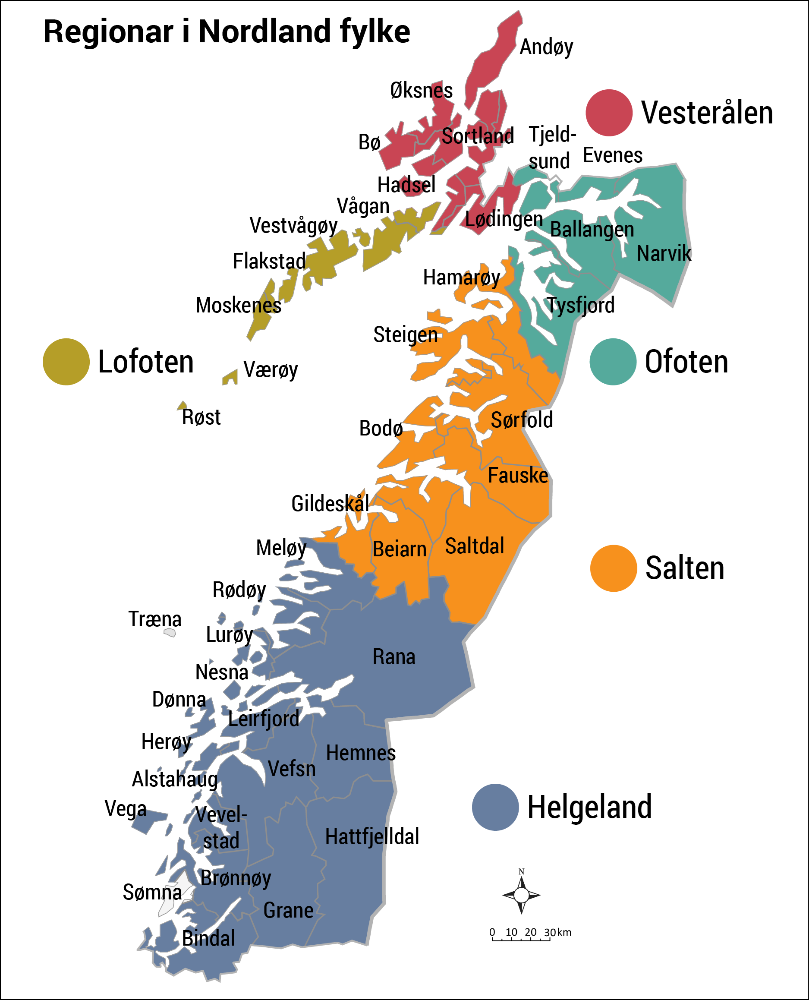 Regionar i Nordland fylke
Andøy
Øksnes
Vesterålen
Sortland
Tjeld-
sund
Bø
Evenes
Hadsel
Vågan
Lødingen
Vestvågøy
Ballangen
Narvik
Flakstad
Hamarøy
Moskenes
Tysfjord
Steigen
Lofoten
Ofoten
Værøy
Røst
Sørfold
Bodø
Fauske
Gildeskål
Meløy
Beiarn
Saltdal
Salten
Rødøy
Træna
Lurøy
Rana
Nesna
Dønna
Leirfjord
Herøy
Hemnes
Vefsn
Alstahaug
Vega
Helgeland
Vevel-
stad
Hattfjelldal
Brønnøy
Sømna
Grane
Bindal
N
0 10 20 30 km